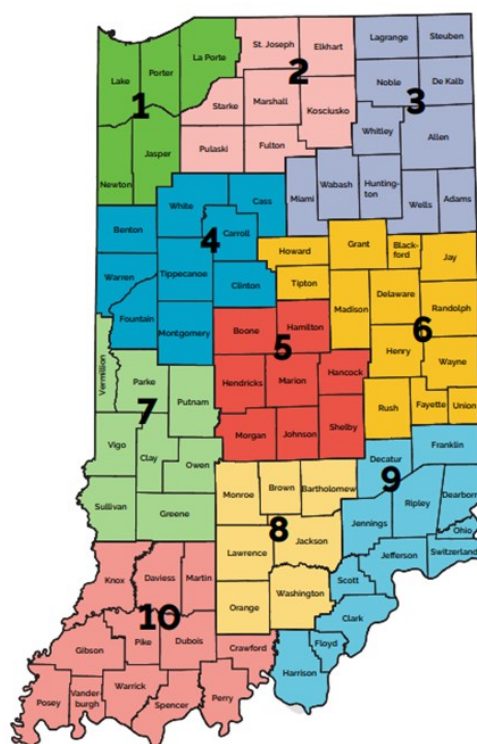 Lagrange
Steuben
St. Joseph
Elkhart
La Porte
Porter
Lake
2
Noble
De Kalb
3
1
Starke
Marshall
Kosciusko
Whitley
Allen
Jasper
Pulaski
Fulton
Newton
Miami
Wabash
Hunting-
ton
Wells
Adams
White
Cass
Benton
4
Carroll
Howard
Grant
Black-
ford
Jay
Warren
Tippecanoe
Clinton
Tipton
Madison
Delaware
Randolph
Fountain
Montgomery
Boone
Hamilton
5
6
Vermillion
Parke
Putnam
Hendricks
Marion
Hancock
Henry
Wayne
7
Rush
Fayette
Union
Vigo
Clay
Owen
Morgan
Johnson
Shelby
Decatur
Franklin
Sullivan
Greene
Monroe
Brown
Bartholomew
9
Ripley
Dearborn
8
Jennings
Ohio
Lawrence
Jackson
Jefferson
Switzerland
Knox
Daviess
Martin
Scott
10
Orange
Washington
Clark
Gibson
Pike
Dubois
Crawford
Floyd
Harrison
Posey
Vander-
burgh
Warrick
Spencer
Perry